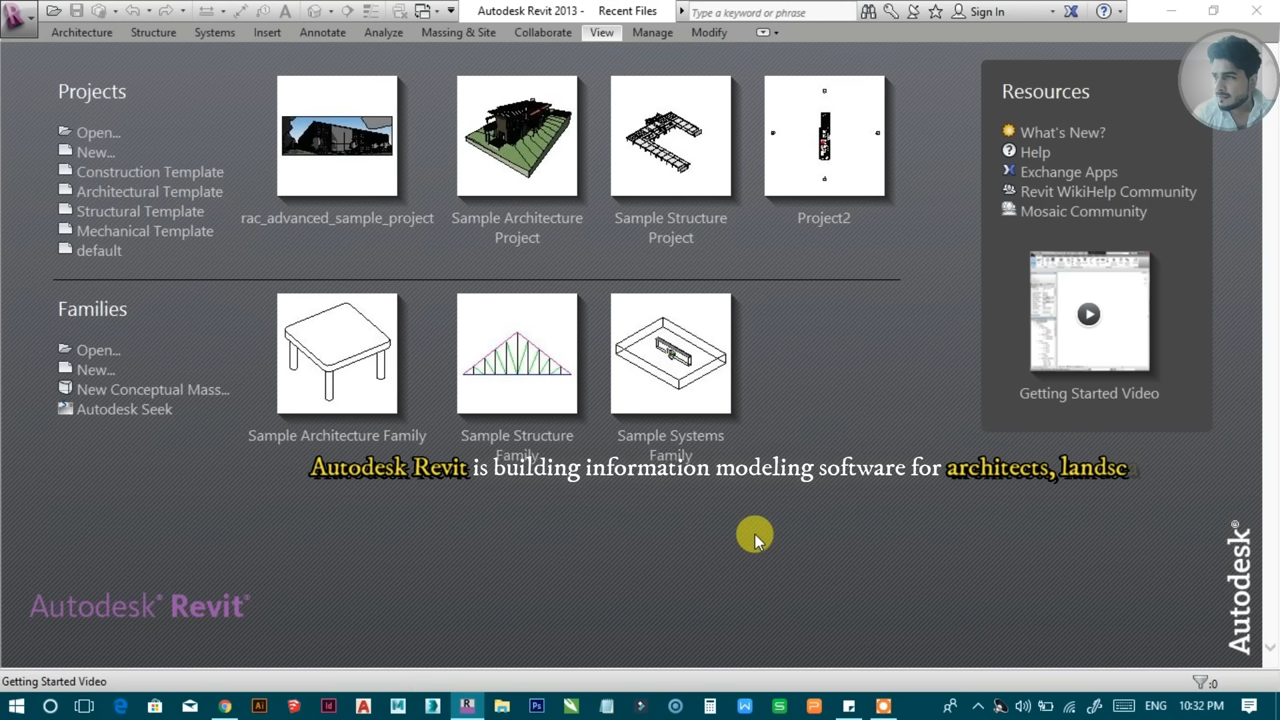 Autodesk Revit 2013 - Recent Files
Type a keyword or phrase
Sign In
Architecture
Structure
Systems
Insert
Annotate
Analyze
Massing & Site
Collaborate
View
Manage
Modify
Projects
Open...
New...
Construction Template
Architectural Template
Structural Template
Mechanical Template
default
rac_advanced_sample_project
Sample Architecture
Project
Sample Structure
Project
Project2
Resources
What's New?
Help
Exchange Apps
Revit WikiHelp Community
Mosaic Community
Getting Started Video
Families
Open...
New...
New Conceptual Mass...
Autodesk Seek
Sample Architecture Family
Sample Structure
Family
Sample Systems
Family
Autodesk Revit is building information modeling software for architects, landsc
Autodesk® Revit®
Autodesk®
Getting Started Video
:0
ENG
10:32 PM